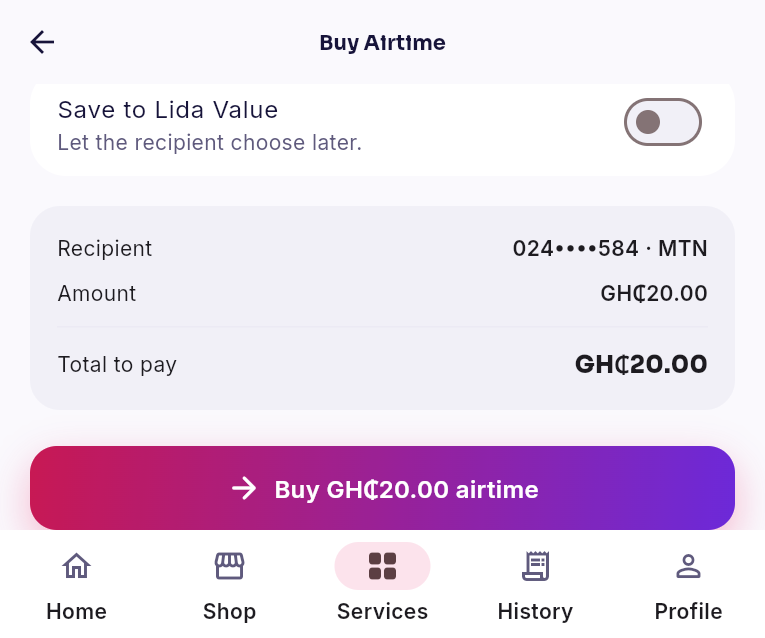 Buy Airtime
Save to Lida Value
Let the recipient choose later.
Recipient 024••••584 · MTN
Amount GH₵20.00
Total to pay GH₵20.00
Buy GH₵20.00 airtime
Home Shop Services History Profile